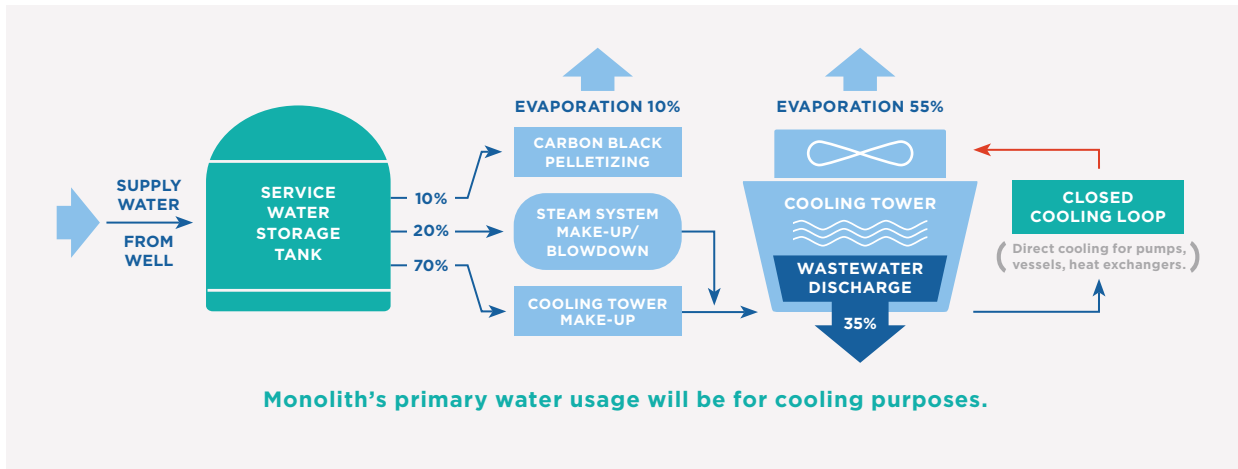 SUPPLY
WATER
FROM
WELL
SERVICE
WATER
STORAGE
TANK
10%
20%
70%
EVAPORATION 10%
CARBON BLACK
PELLETIZING
STEAM SYSTEM
MAKE-UP/
BLOWDOWN
COOLING TOWER
MAKE-UP
EVAPORATION 55%
COOLING TOWER
WASTEWATER
DISCHARGE
35%
CLOSED
COOLING LOOP
(Direct cooling for pumps,
vessels, heat exchangers.)
Monolith’s primary water usage will be for cooling purposes.